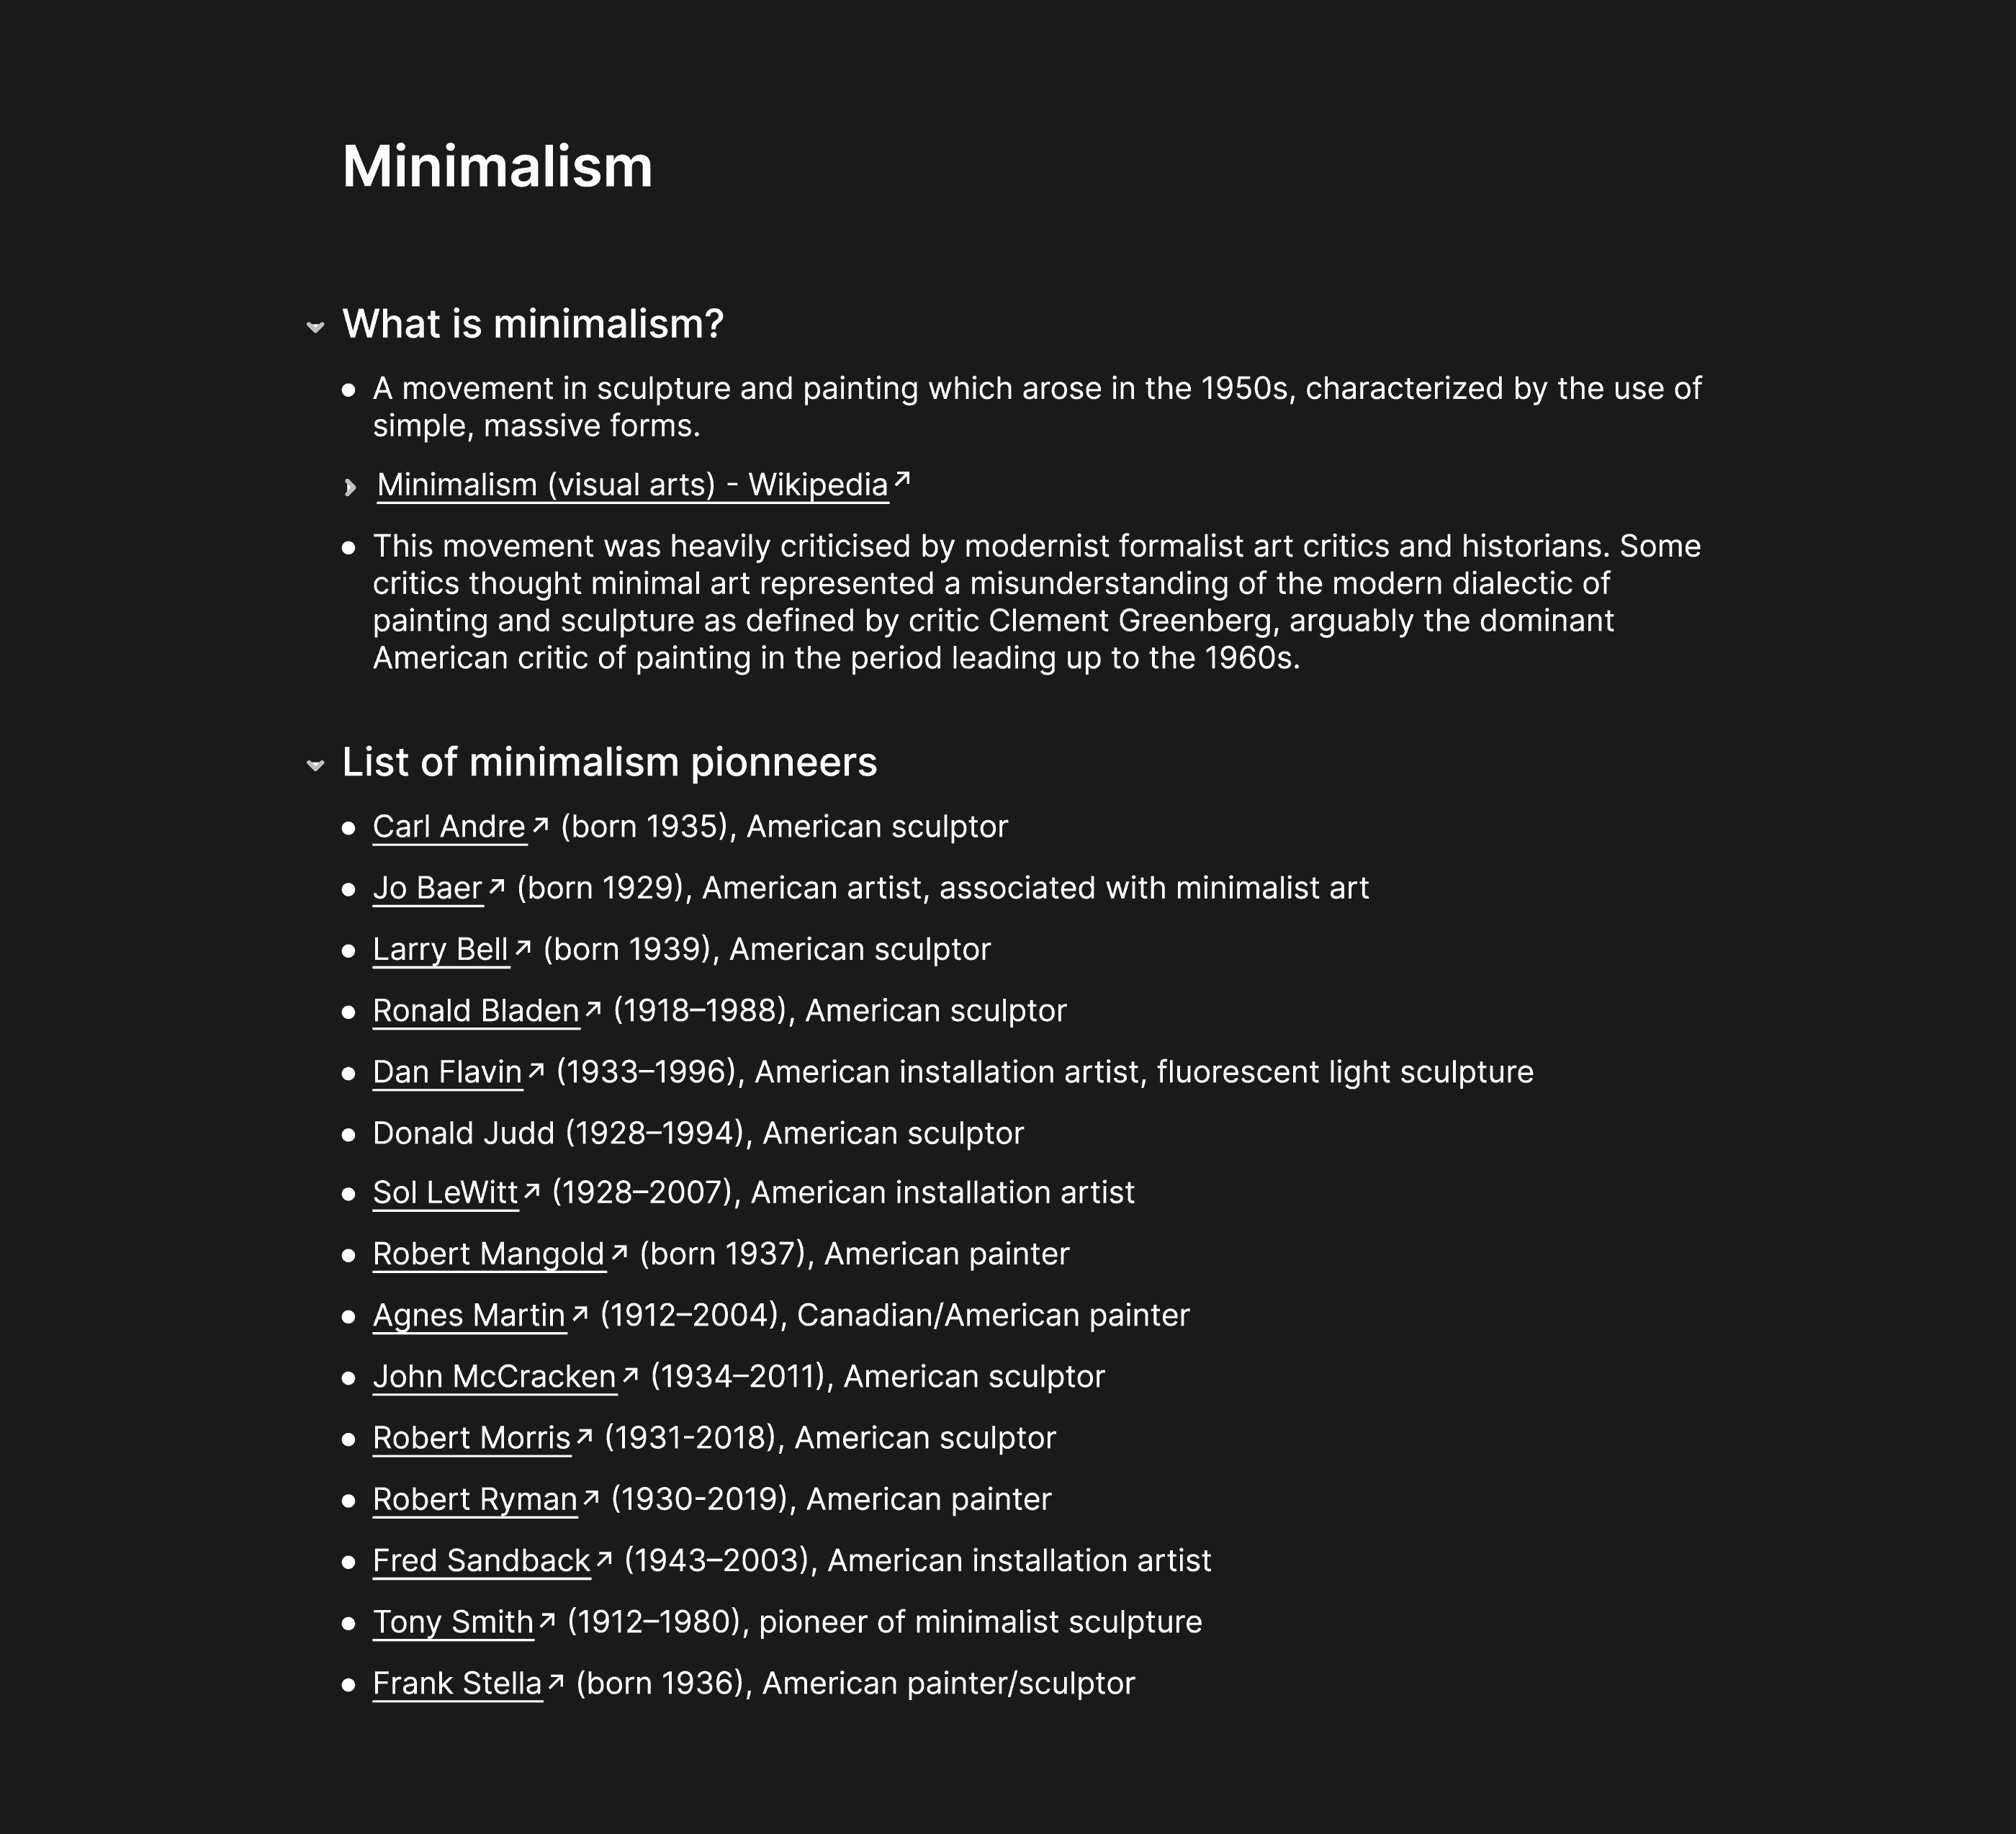 Minimalism
What is minimalism?
A movement in sculpture and painting which arose in the 1950s, characterized by the use of
simple, massive forms.
Minimalism (visual arts) - Wikipedia
This movement was heavily criticised by modernist formalist art critics and historians. Some
critics thought minimal art represented a misunderstanding of the modern dialectic of
painting and sculpture as defined by critic Clement Greenberg, arguably the dominant
American critic of painting in the period leading up to the 1960s.
List of minimalism pionneers
Carl Andre (born 1935), American sculptor
Jo Baer (born 1929), American artist, associated with minimalist art
Larry Bell (born 1939), American sculptor
Ronald Bladen (1918–1988), American sculptor
Dan Flavin (1933–1996), American installation artist, fluorescent light sculpture
Donald Judd (1928–1994), American sculptor
Sol LeWitt (1928–2007), American installation artist
Robert Mangold (born 1937), American painter
Agnes Martin (1912–2004), Canadian/American painter
John McCracken (1934–2011), American sculptor
Robert Morris (1931-2018), American sculptor
Robert Ryman (1930-2019), American painter
Fred Sandback (1943–2003), American installation artist
Tony Smith (1912–1980), pioneer of minimalist sculpture
Frank Stella (born 1936), American painter/sculptor